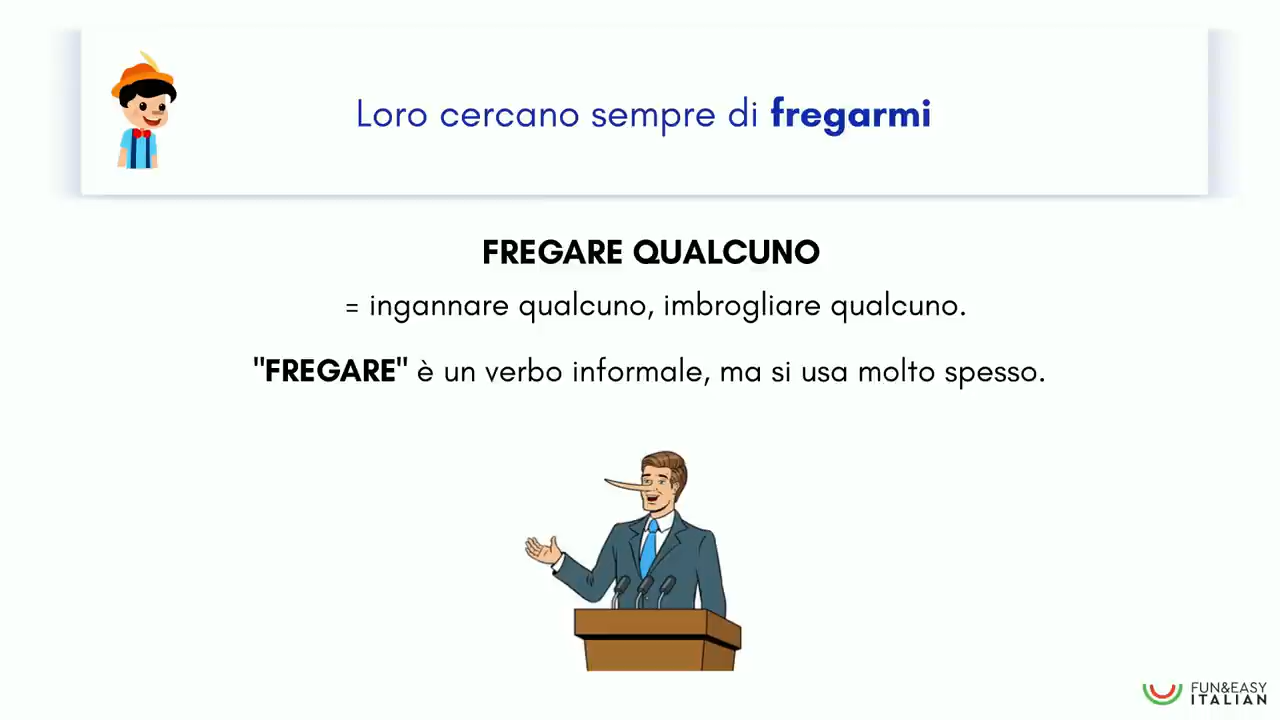 Loro cercano sempre di fregarmi
FREGARE QUALCUNO
= ingannare qualcuno, imbrogliare qualcuno.
"FREGARE" è un verbo informale, ma si usa molto spesso.
FUN&EASY
ITALIAN